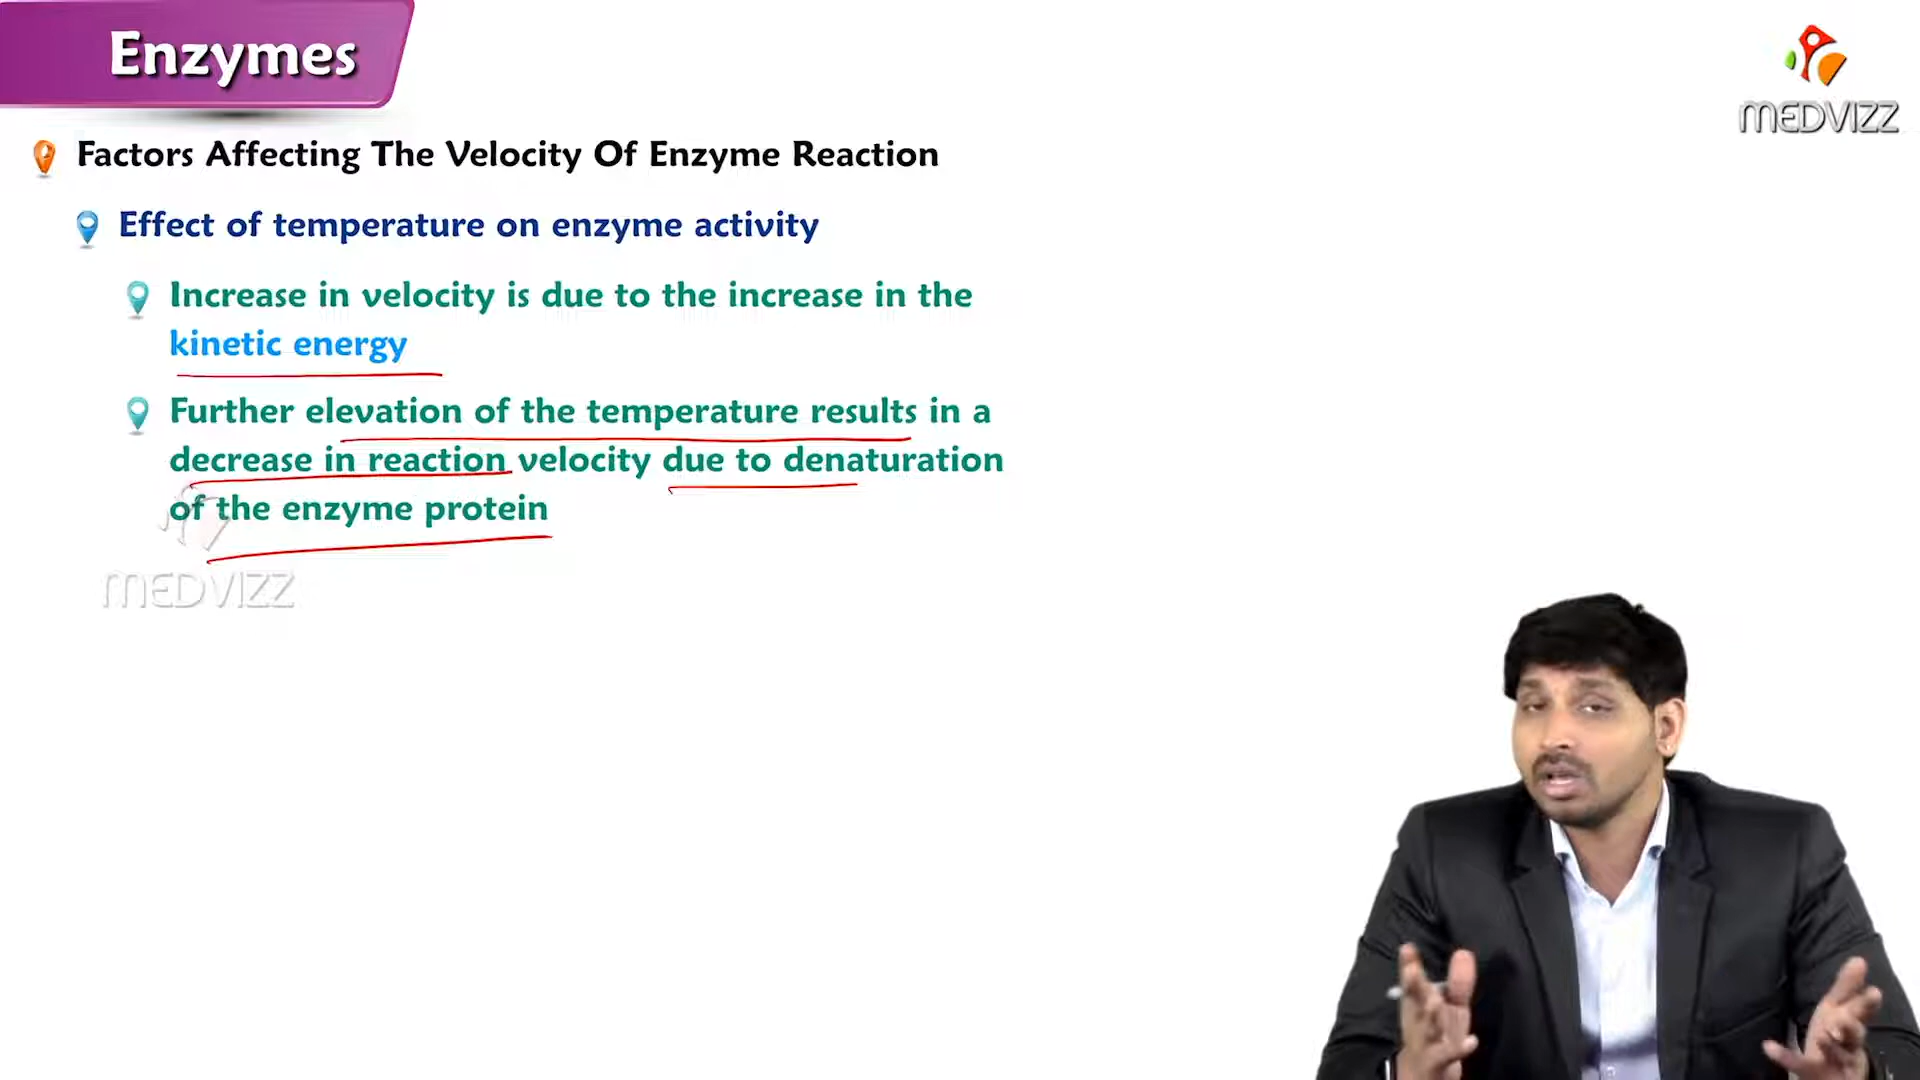 Enzymes
MEDVIZZ
Factors Affecting The Velocity Of Enzyme Reaction
Effect of temperature on enzyme activity
Increase in velocity is due to the increase in the
kinetic energy
Further elevation of the temperature results in a
decrease in reaction velocity due to denaturation
of the enzyme protein
MEDVIZZ